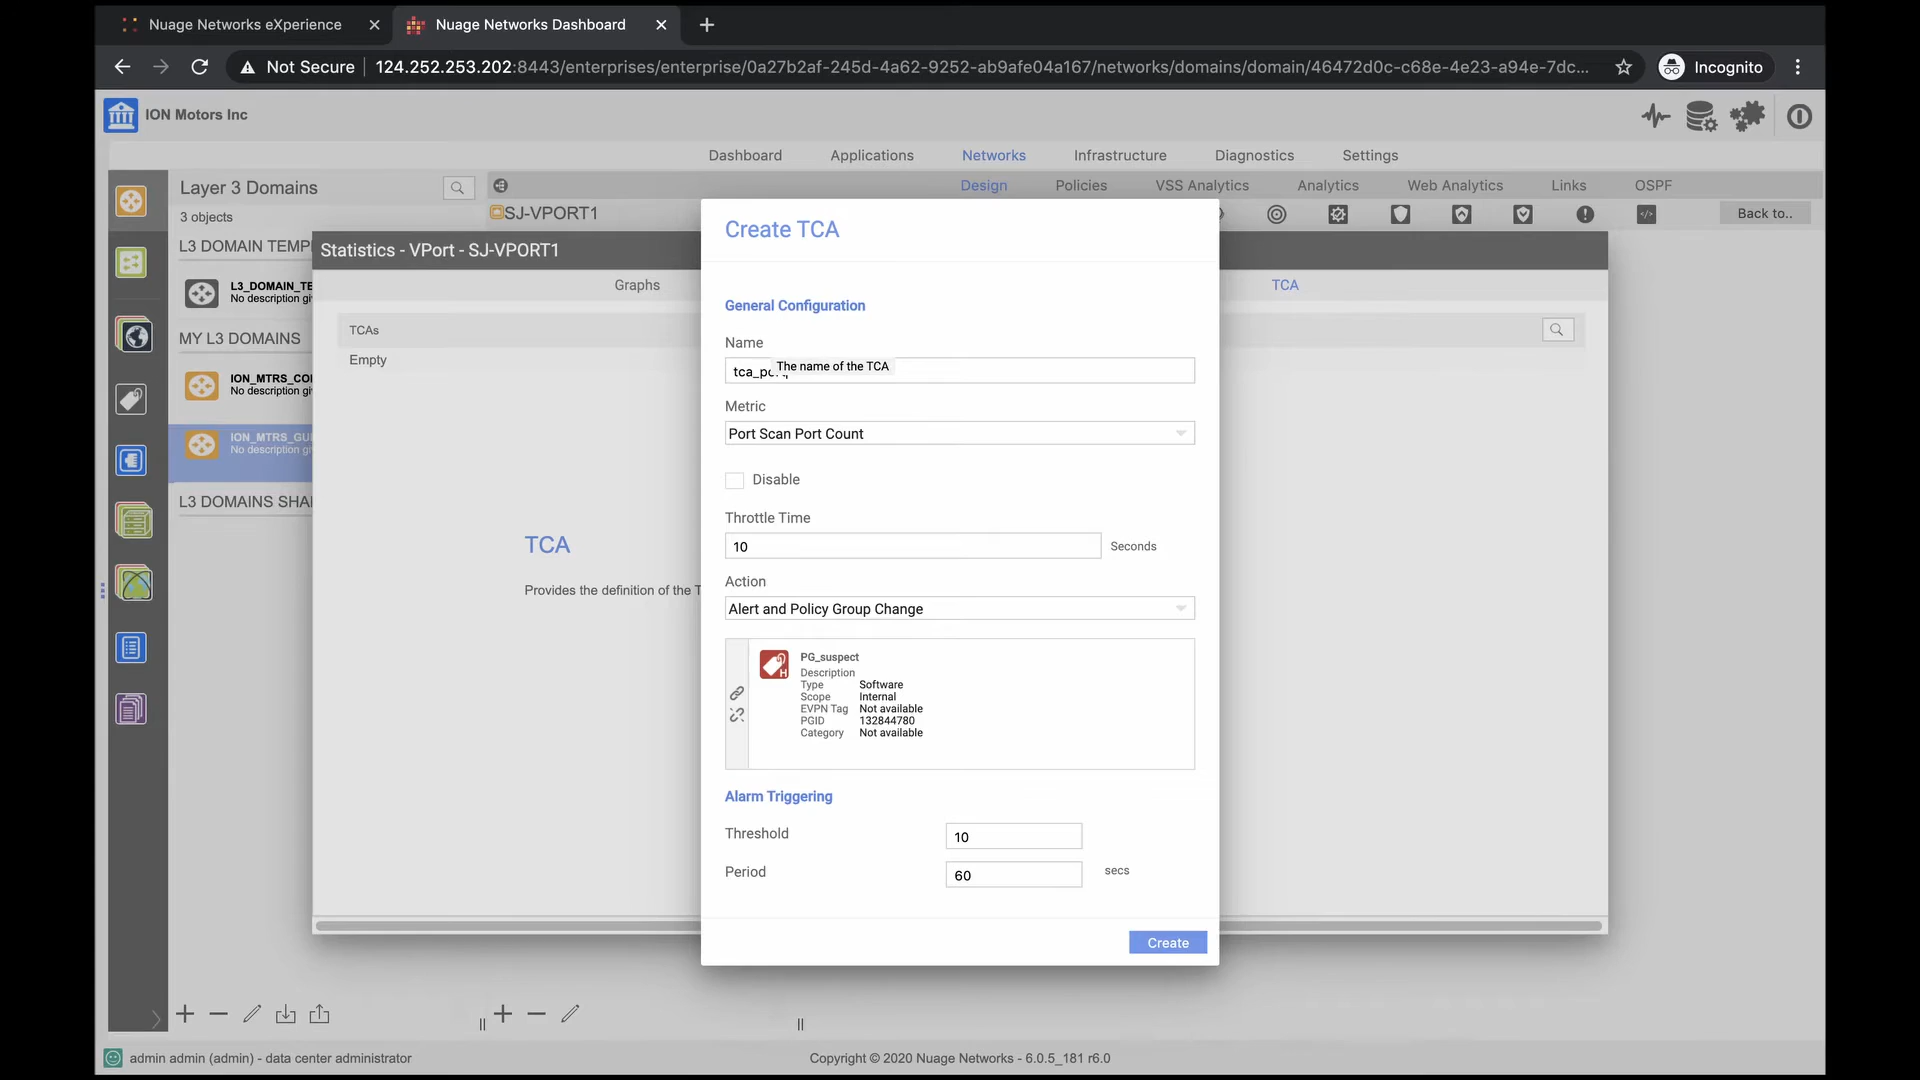 Nuage Networks eXperience
Nuage Networks Dashboard
Not Secure
124.252.253.202:8443/enterprises/enterprise/0a27b2af-245d-4a62-9252-ab9afe04a167/networks/domains/domain/46472d0c-c68e-4e23-a94e-7dc...
Incognito
ION Motors Inc
Dashboard
Applications
Networks
Infrastructure
Diagnostics
Settings
Layer 3 Domains
Design
Policies
VSS Analytics
Analytics
Web Analytics
Links
OSPF
3 objects
SJ-VPORT1
Back to..
L3 DOMAIN TEMP
L3_DOMAIN_TE
No description gi
MY L3 DOMAINS
ION_MTRS_CO
No description gi
ION_MTRS_GU
No description gi
L3 DOMAINS SHA
Statistics - VPort - SJ-VPORT1
Graphs
TCA
TCAs
Empty
TCA
Provides the definition of the T
Create TCA
General Configuration
Name
tca_port
The name of the TCA
Metric
Port Scan Port Count
Disable
Throttle Time
10
Seconds
Action
Alert and Policy Group Change
PG_suspect
Description
Type Software
Scope Internal
EVPN Tag Not available
PGID 132844780
Category Not available
Alarm Triggering
Threshold
10
Period
60
secs
Create
admin admin (admin) - data center administrator
Copyright © 2020 Nuage Networks - 6.0.5_181 r6.0